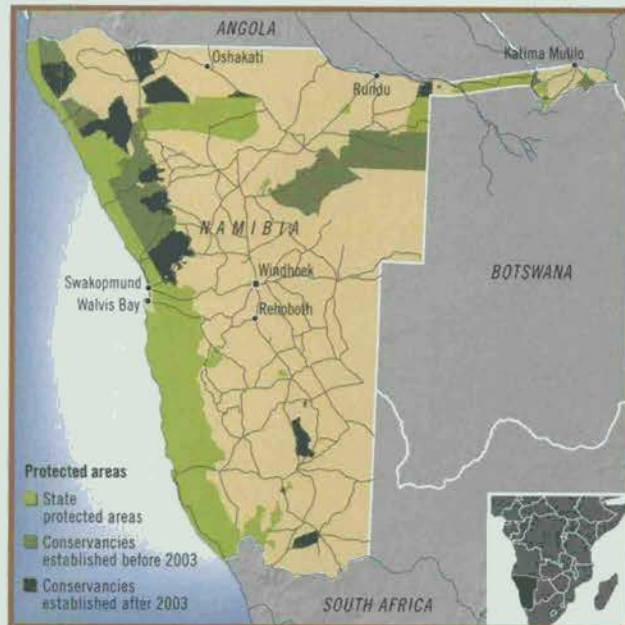 ANGOLA
Oshakati
Katima Mulilo
Rundu
NAMIBIA
Swakopmund
Walvis Bay
Windhoek
BOTSWANA
Rehoboth
Protected areas
State
protected areas
Conservancies
established before 2003
Conservancies
established after 2003
SOUTH AFRICA